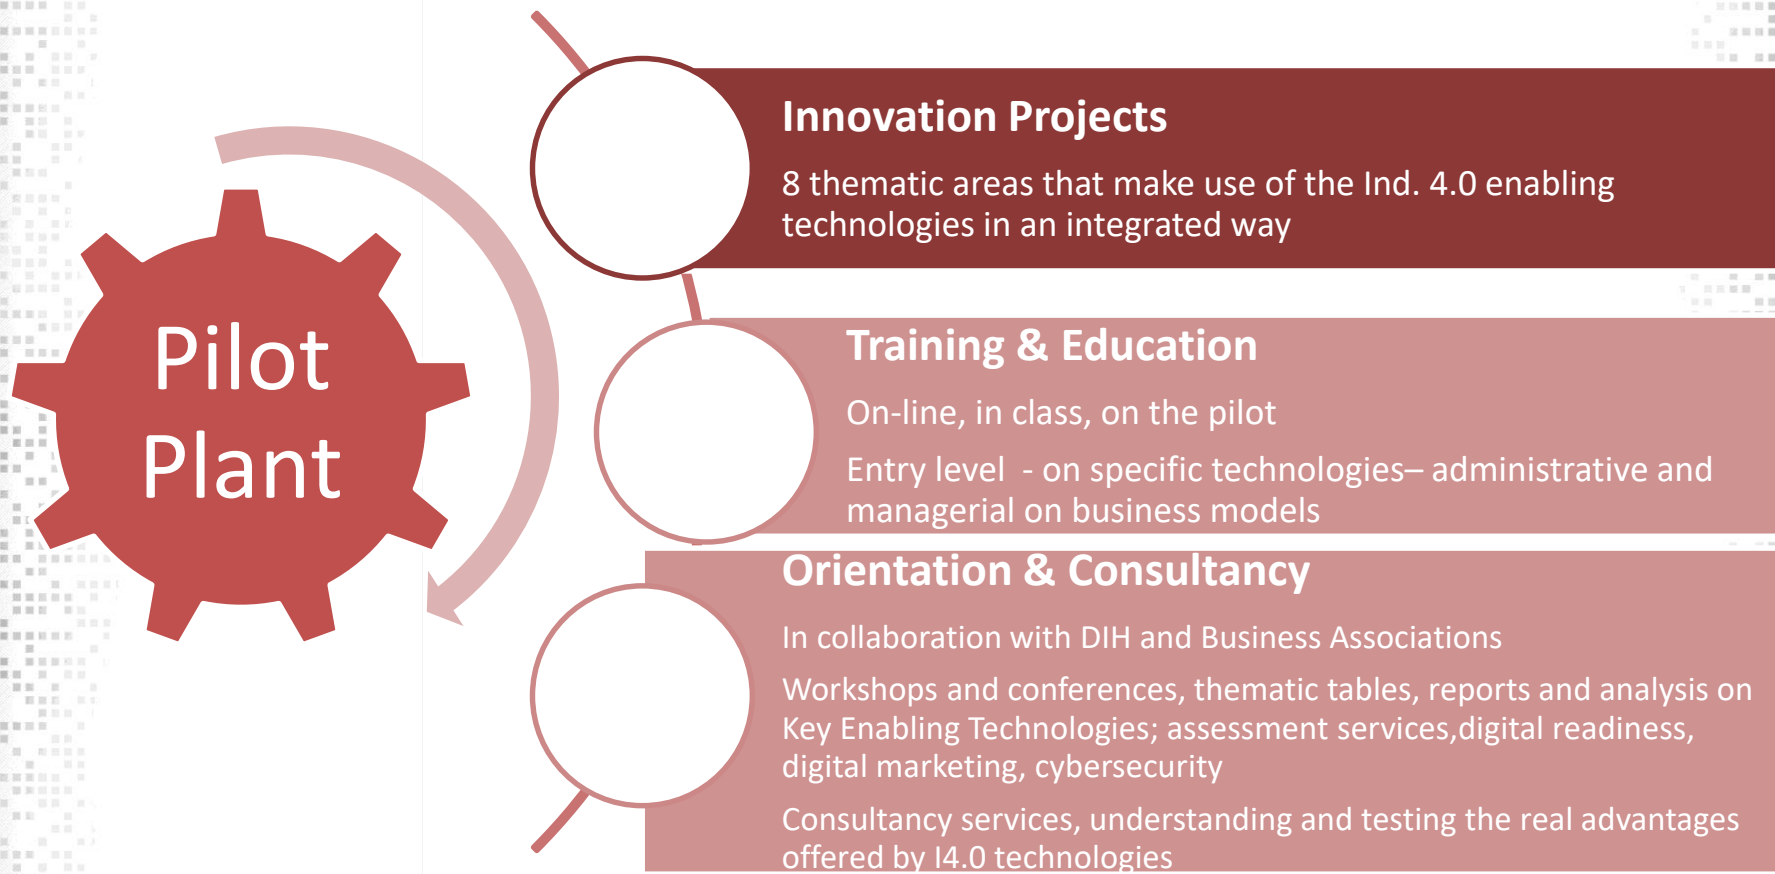 Pilot
Plant
Innovation Projects
8 thematic areas that make use of the Ind. 4.0 enabling
technologies in an integrated way
Training & Education
On-line, in class, on the pilot
Entry level  - on specific technologies– administrative and
managerial on business models
Orientation & Consultancy
In collaboration with DIH and Business Associations
Workshops and conferences, thematic tables, reports and analysis on
Key Enabling Technologies; assessment services,digital readiness,
digital marketing, cybersecurity
Consultancy services, understanding and testing the real advantages
offered by I4.0 technologies